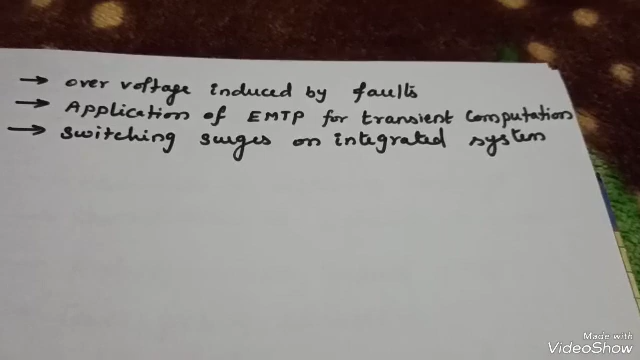 → over voltage induced by faults
→ Application of EMTP for transient computation
→ switching surges on integrated system
Made with
VideoShow